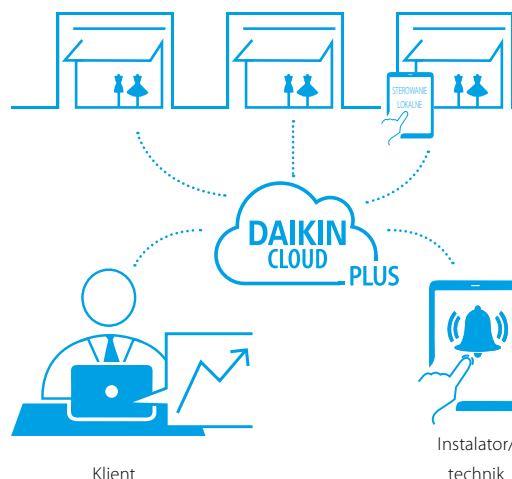 STEROWANIE
LOKALNE
DAIKIN
CLOUD
PLUS
Instalator/
Klient
technik